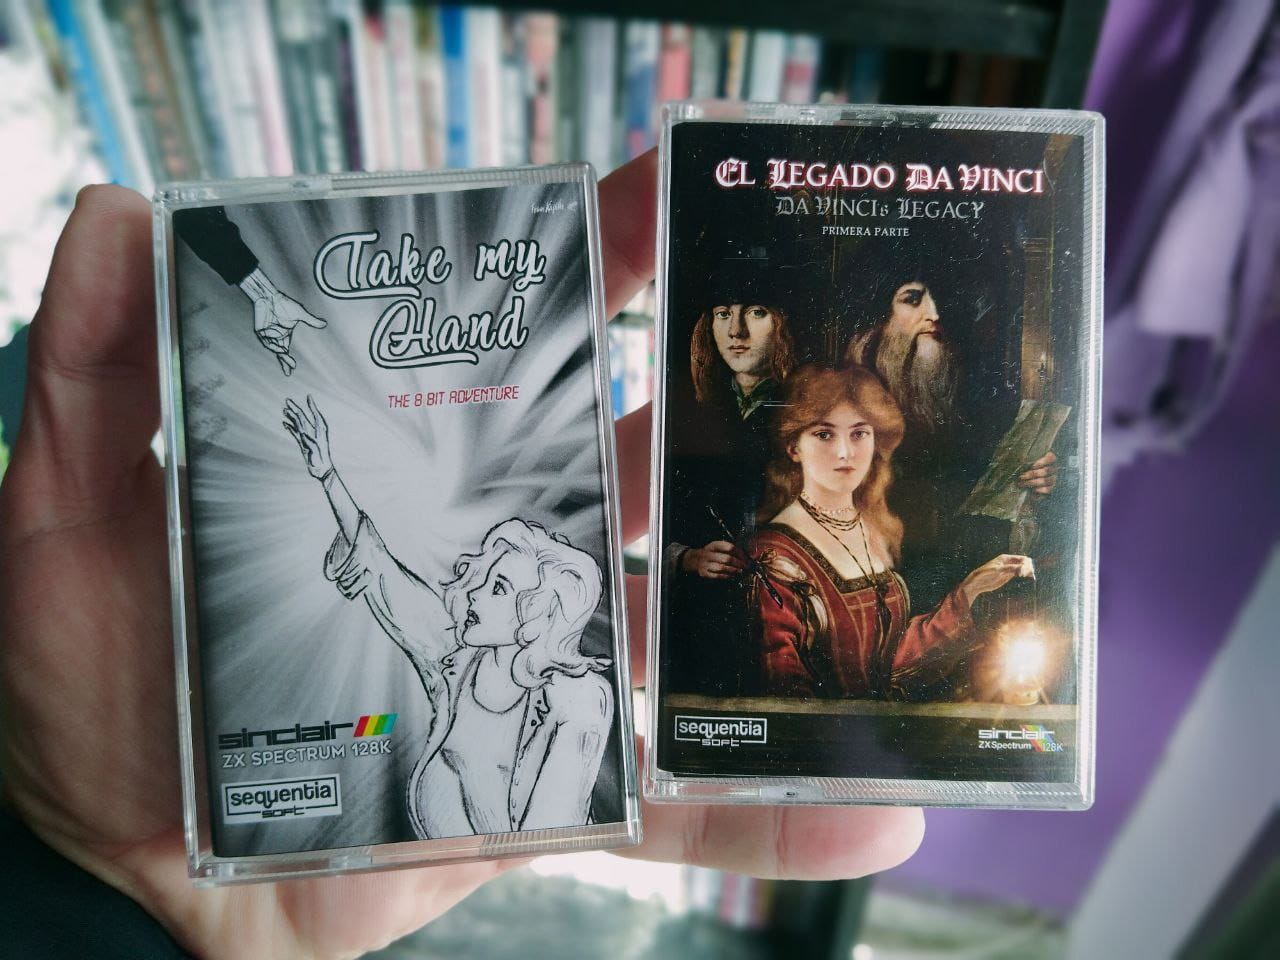 Take my
Hand
THE 8 BIT ADVENTURE
sinclair
ZX SPECTRUM 128K
sequentia
soft
EL LEGADO DA VINCI
DA VINCI's LEGACY
PRIMERA PARTE
sequentia
soft
sinclair
ZX Spectrum 128K